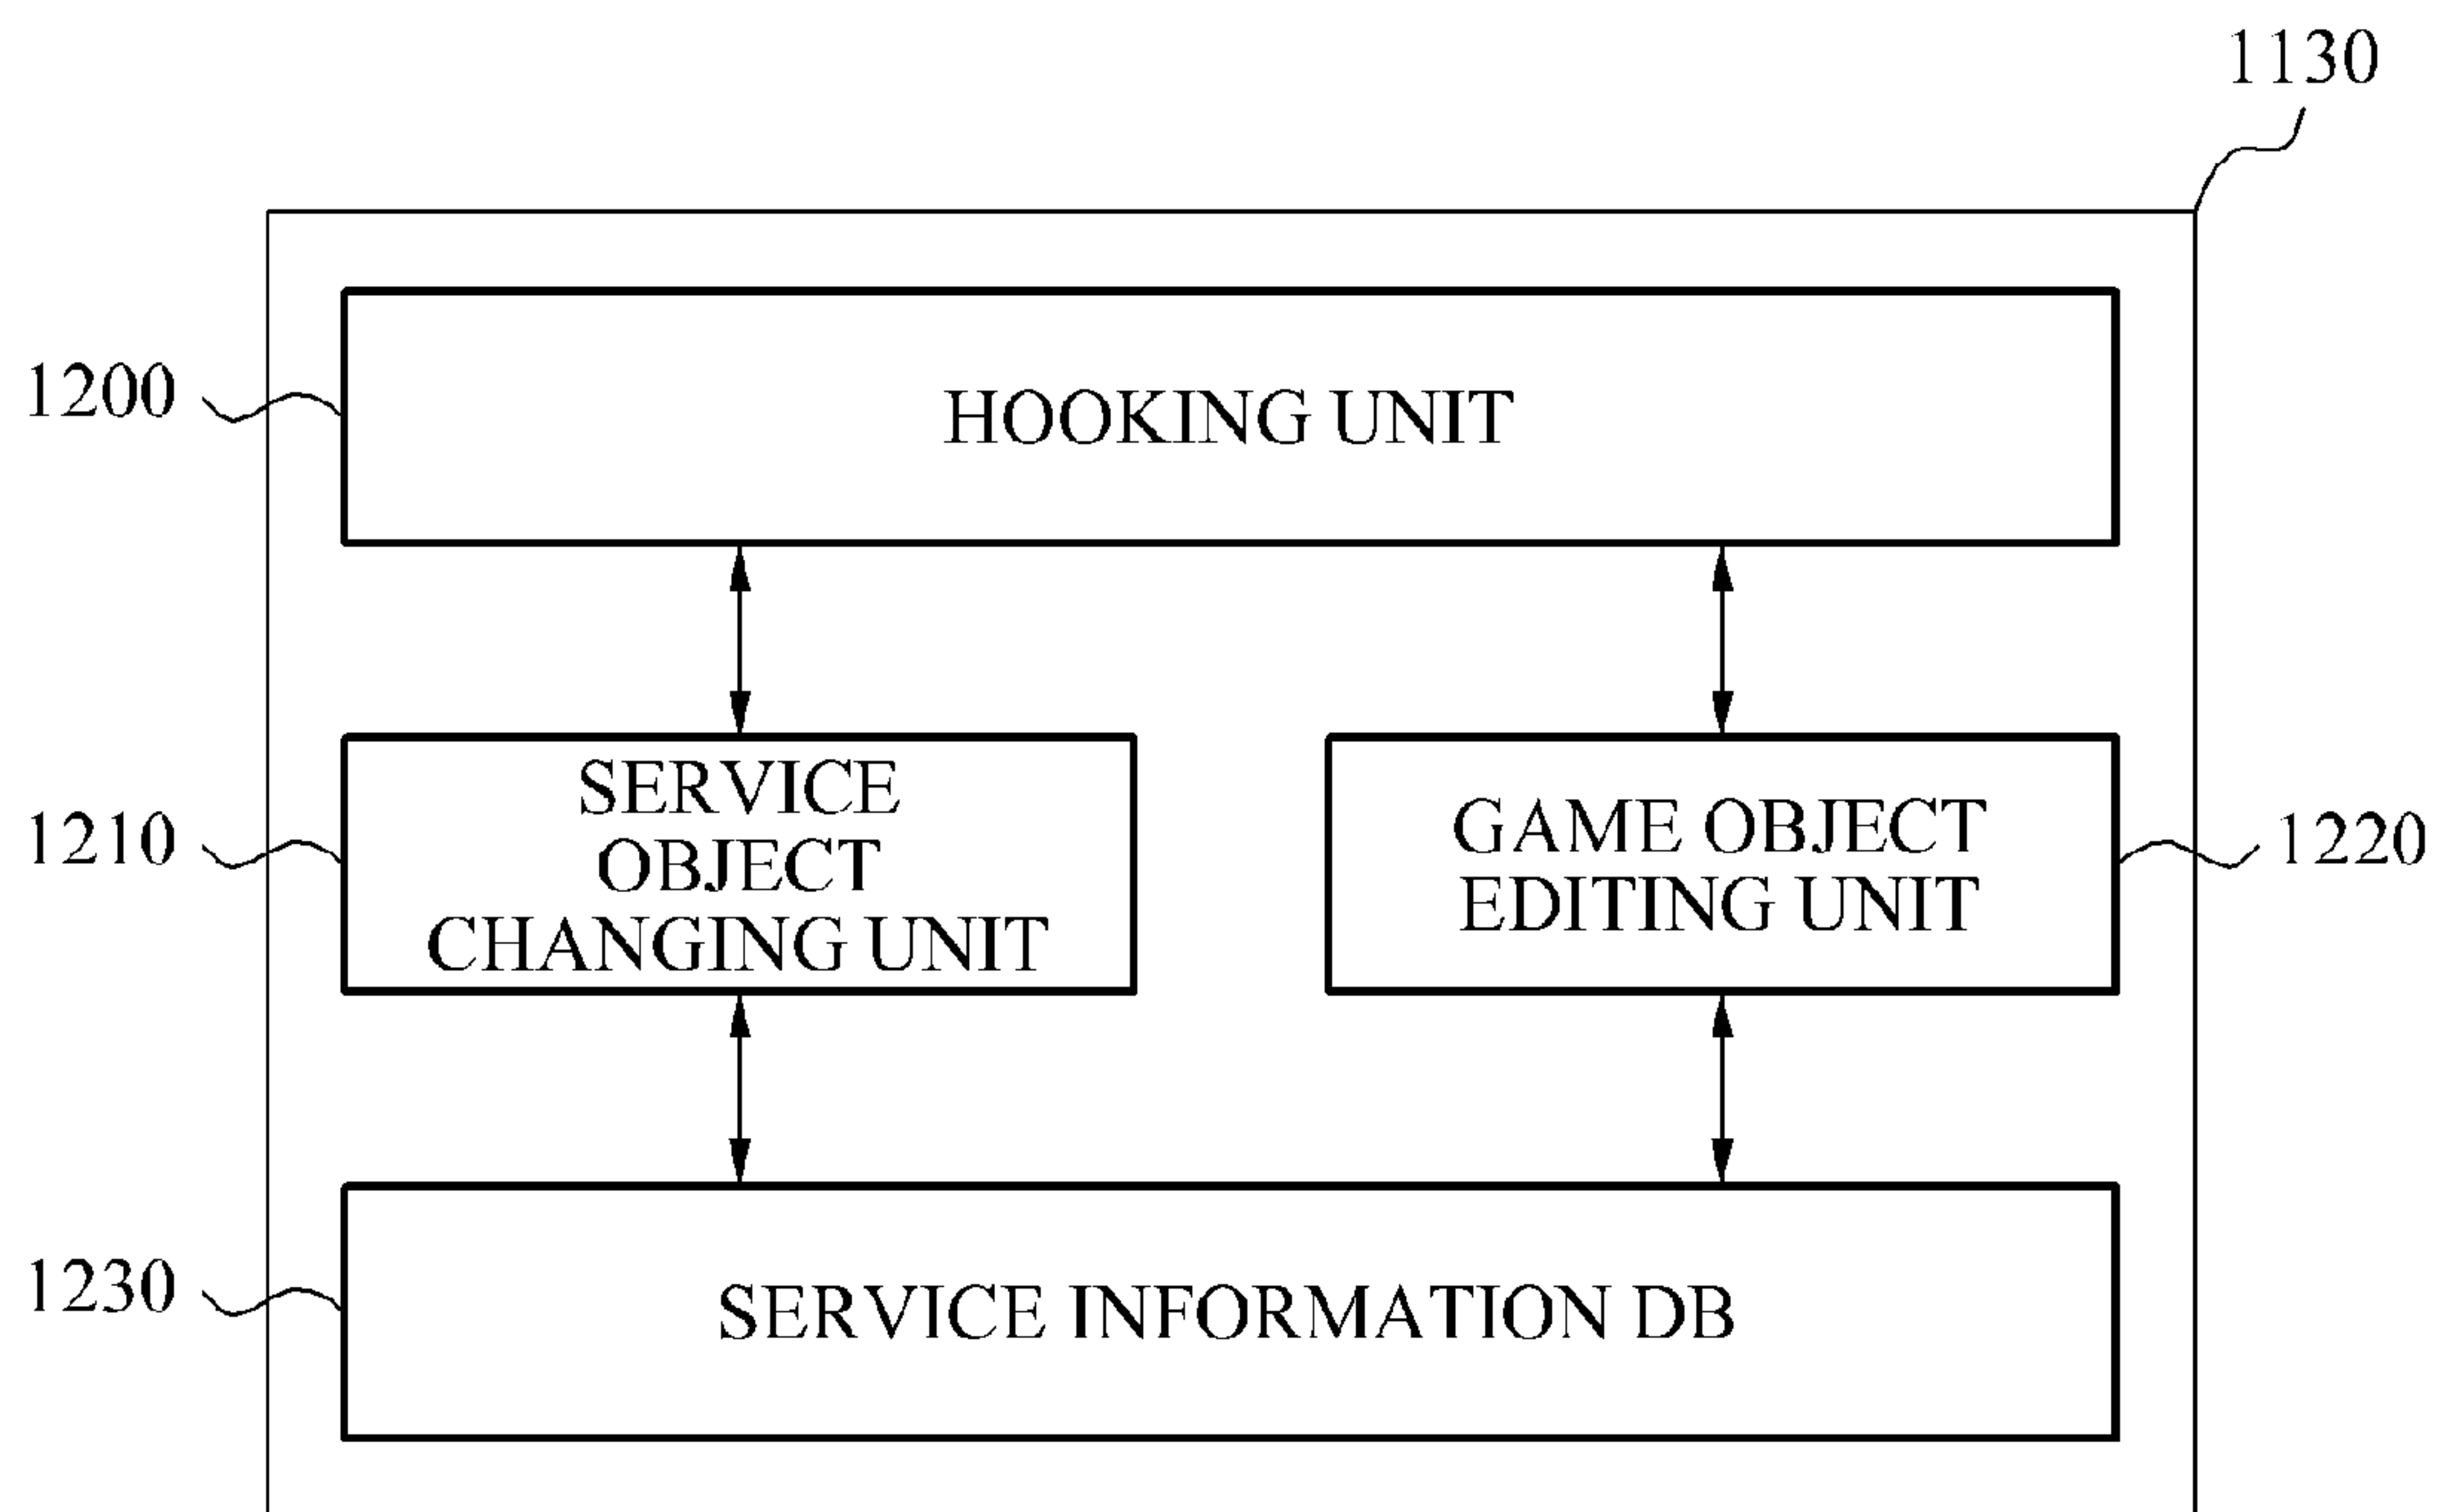 1130
1200
HOOKING UNIT
1210
SERVICE
OBJECT
CHANGING UNIT
GAME OBJECT
EDITING UNIT
1220
1230
SERVICE INFORMATION DB